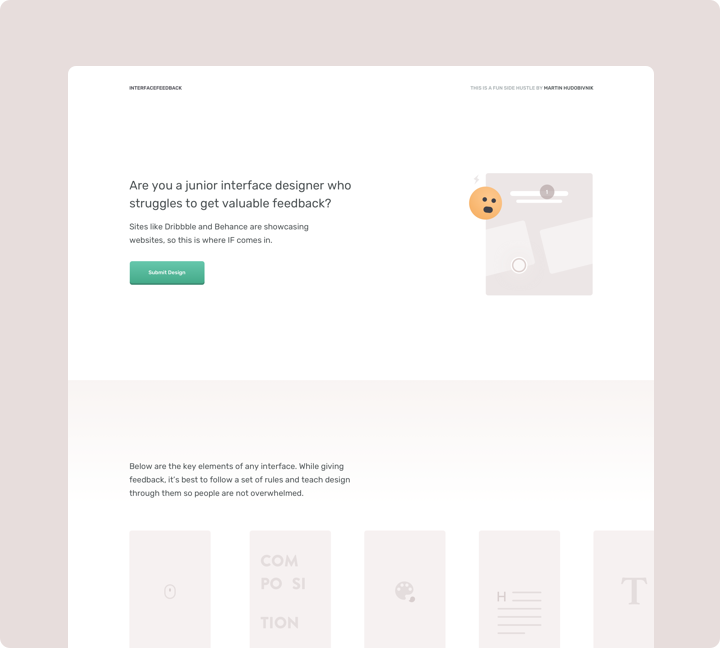 INTERFACEFEEDBACK
THIS IS A FUN SIDE HUSTLE BY MARTIN HUDOBIVNIK
Are you a junior interface designer who
struggles to get valuable feedback?
Sites like Dribbble and Behance are showcasing
websites, so this is where IF comes in.
Submit Design
Below are the key elements of any interface. While giving
feedback, it's best to follow a set of rules and teach design
through them so people are not overwhelmed.
COM
PO SI
TION
H
T